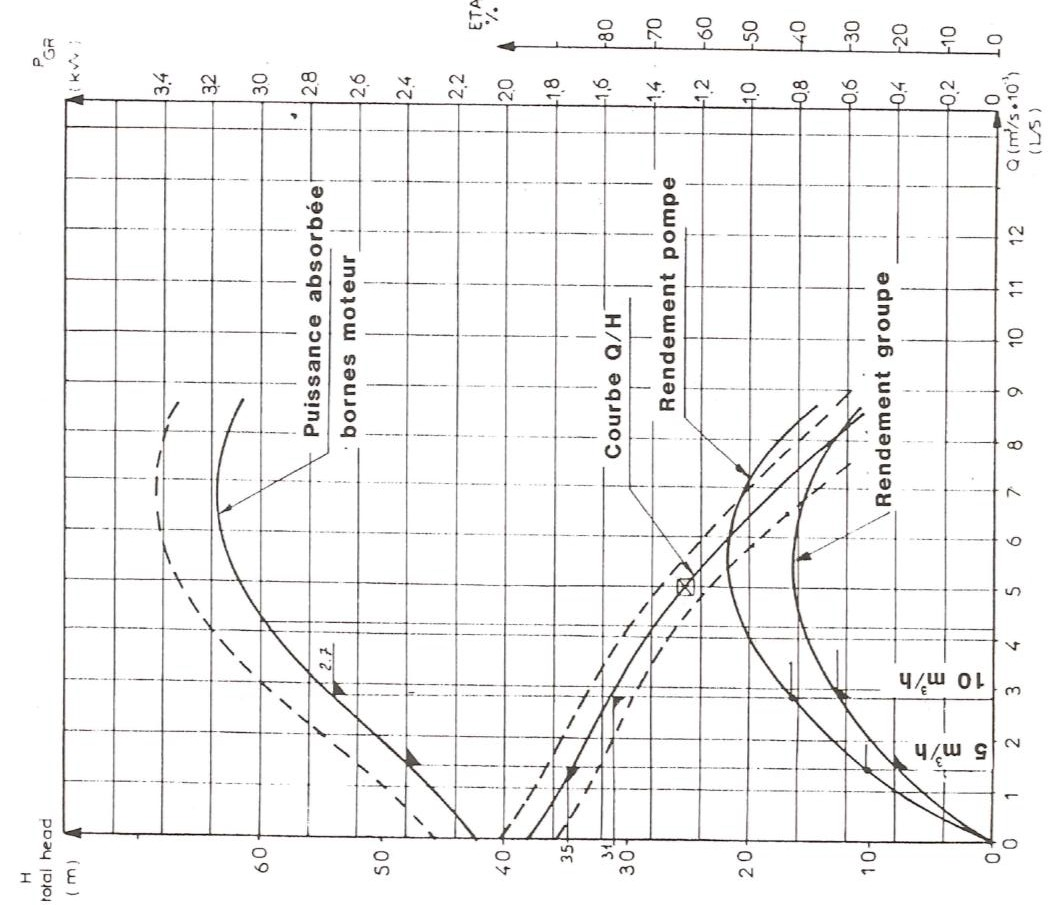 H
total head
(m)
60
50
40
35
31
30
20
10
0
P GR
(kW)
3,4
3,2
3.0
2,8
2,6
2,4
2,2
2,0
1,8
1,6
1,4
1,2
1,0
0,8
0,6
0,4
0,2
0
ETA
%
80
70
60
50
40
30
20
10
0
Puissance absorbée
bornes moteur
2.7
Courbe Q/H
Rendement pompe
Rendement groupe
10 m³/h
5 m³/h
0 1 2 3 4 5 6 7 8 9 10 11 12
Q (m³/s•10⁻³)
(L/S)